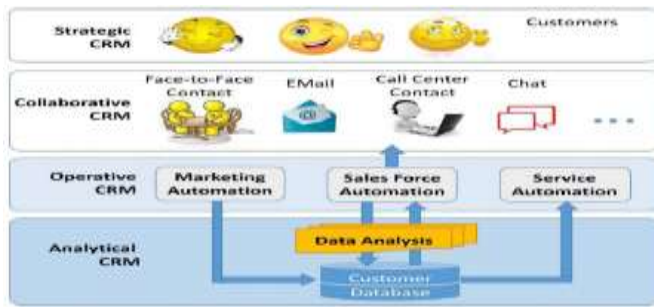 Strategic
CRM
Customers
Face-to-Face
Contact
EMail
Call Center
Contact
Chat
Collaborative
CRM
...
Operative
CRM
Marketing
Automation
Sales Force
Automation
Service
Automation
Analytical
CRM
Data Analysis
Customer
Database